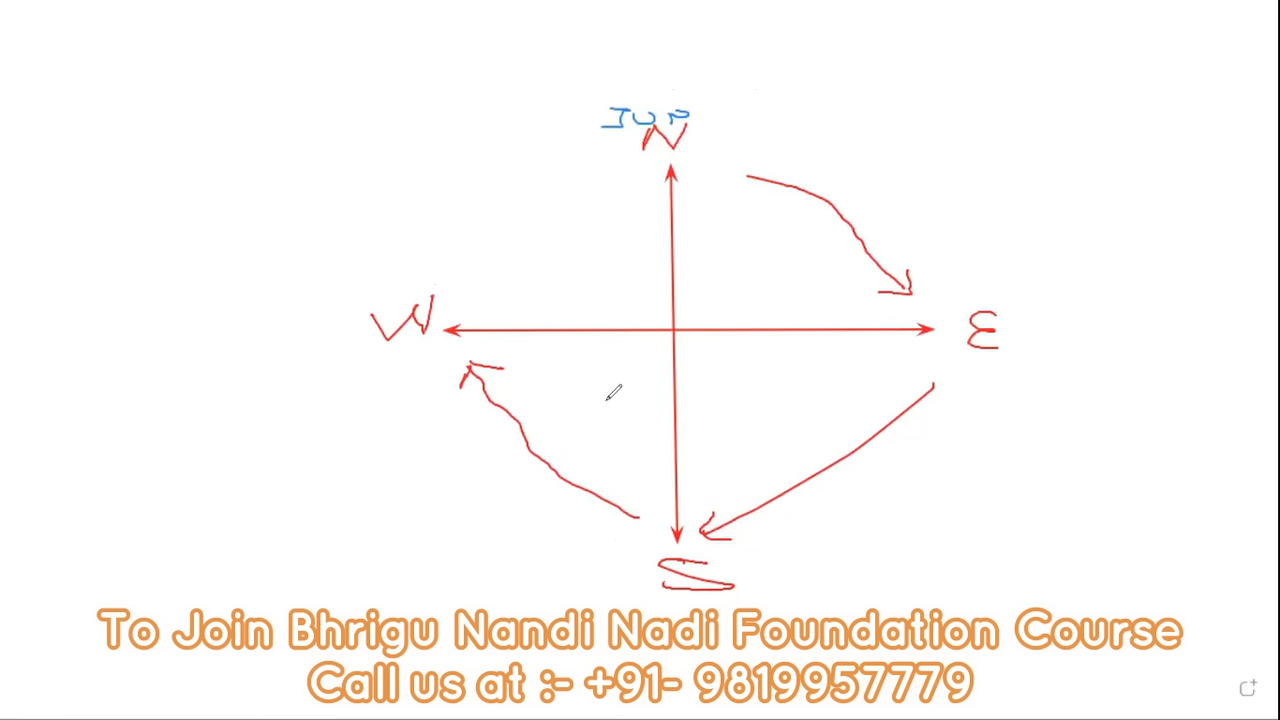 JUP
N
W
E
S
To Join Bhrigu Nandi Nadi Foundation Course
Call us at :- +91- 9819957779